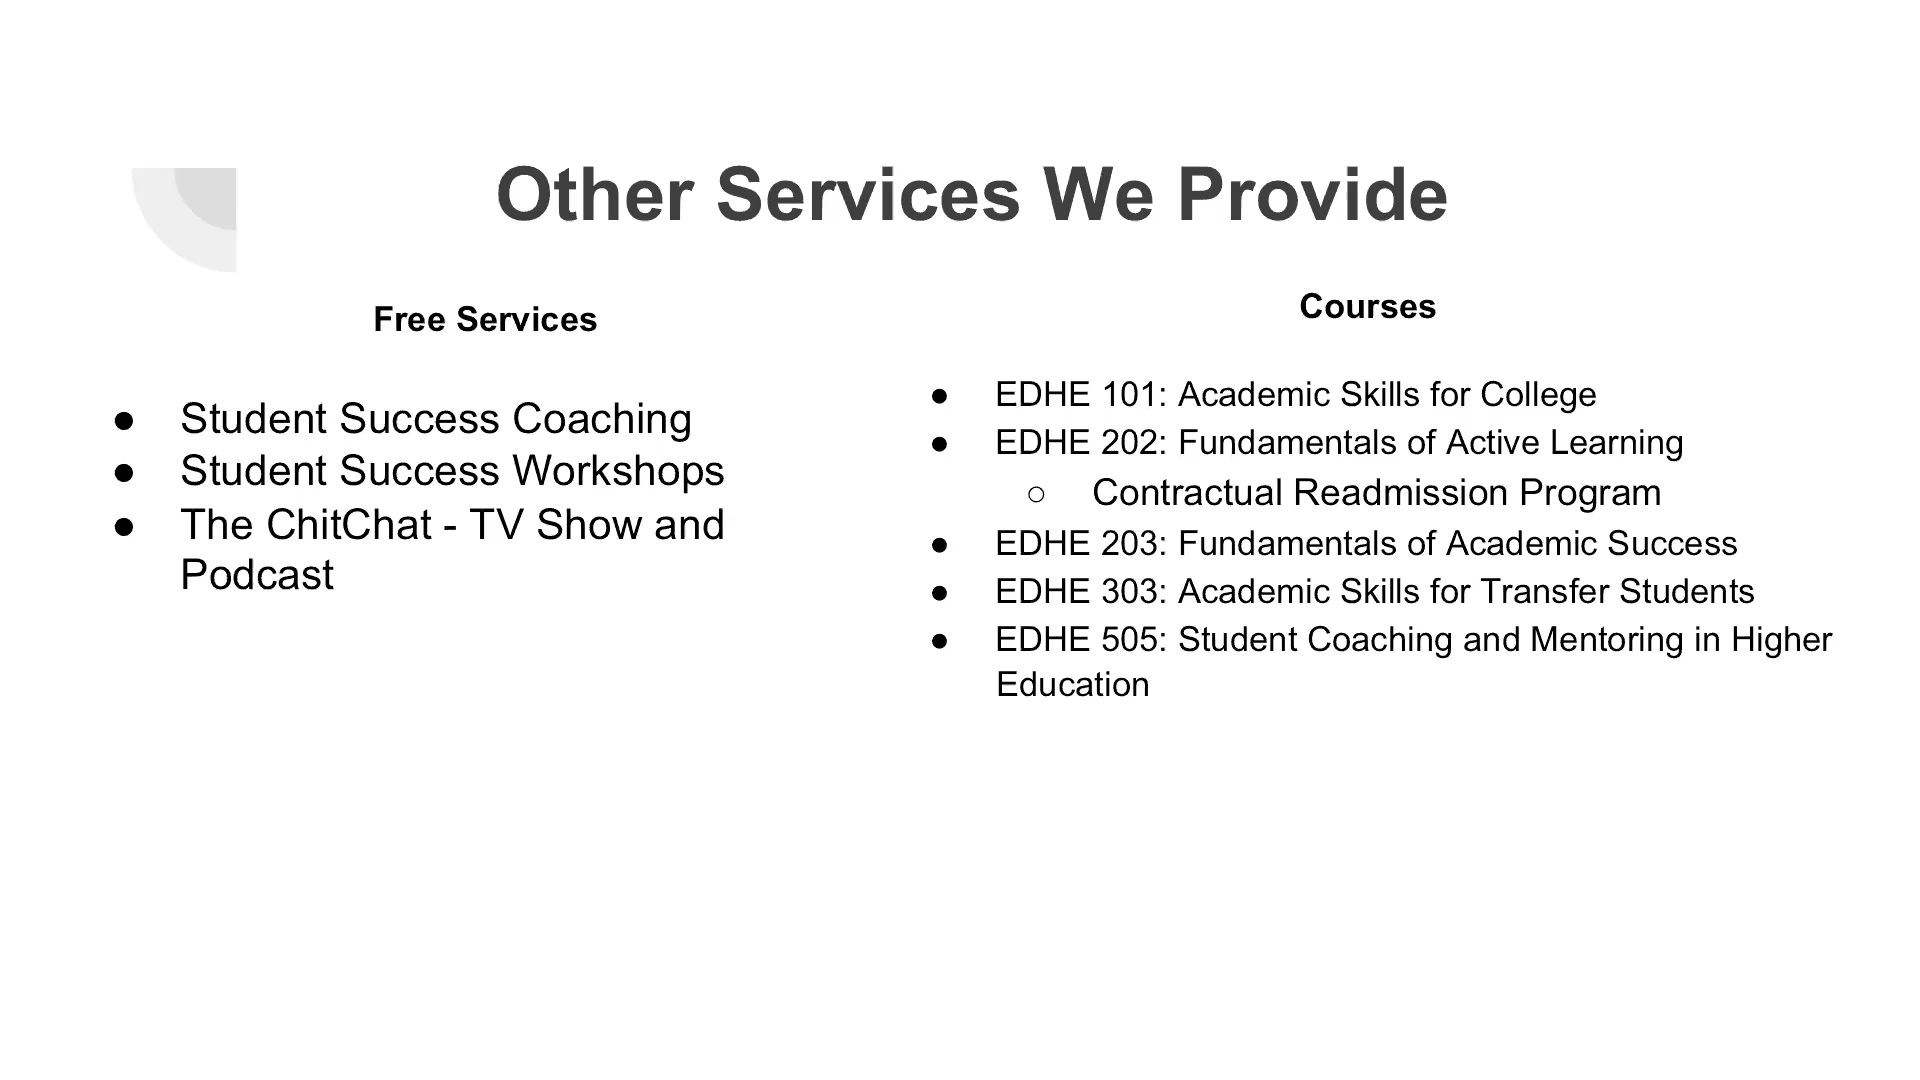 Other Services We Provide
Free Services
● Student Success Coaching
● Student Success Workshops
● The ChitChat - TV Show and
Podcast
Courses
● EDHE 101: Academic Skills for College
● EDHE 202: Fundamentals of Active Learning
○ Contractual Readmission Program
● EDHE 203: Fundamentals of Academic Success
● EDHE 303: Academic Skills for Transfer Students
● EDHE 505: Student Coaching and Mentoring in Higher
Education